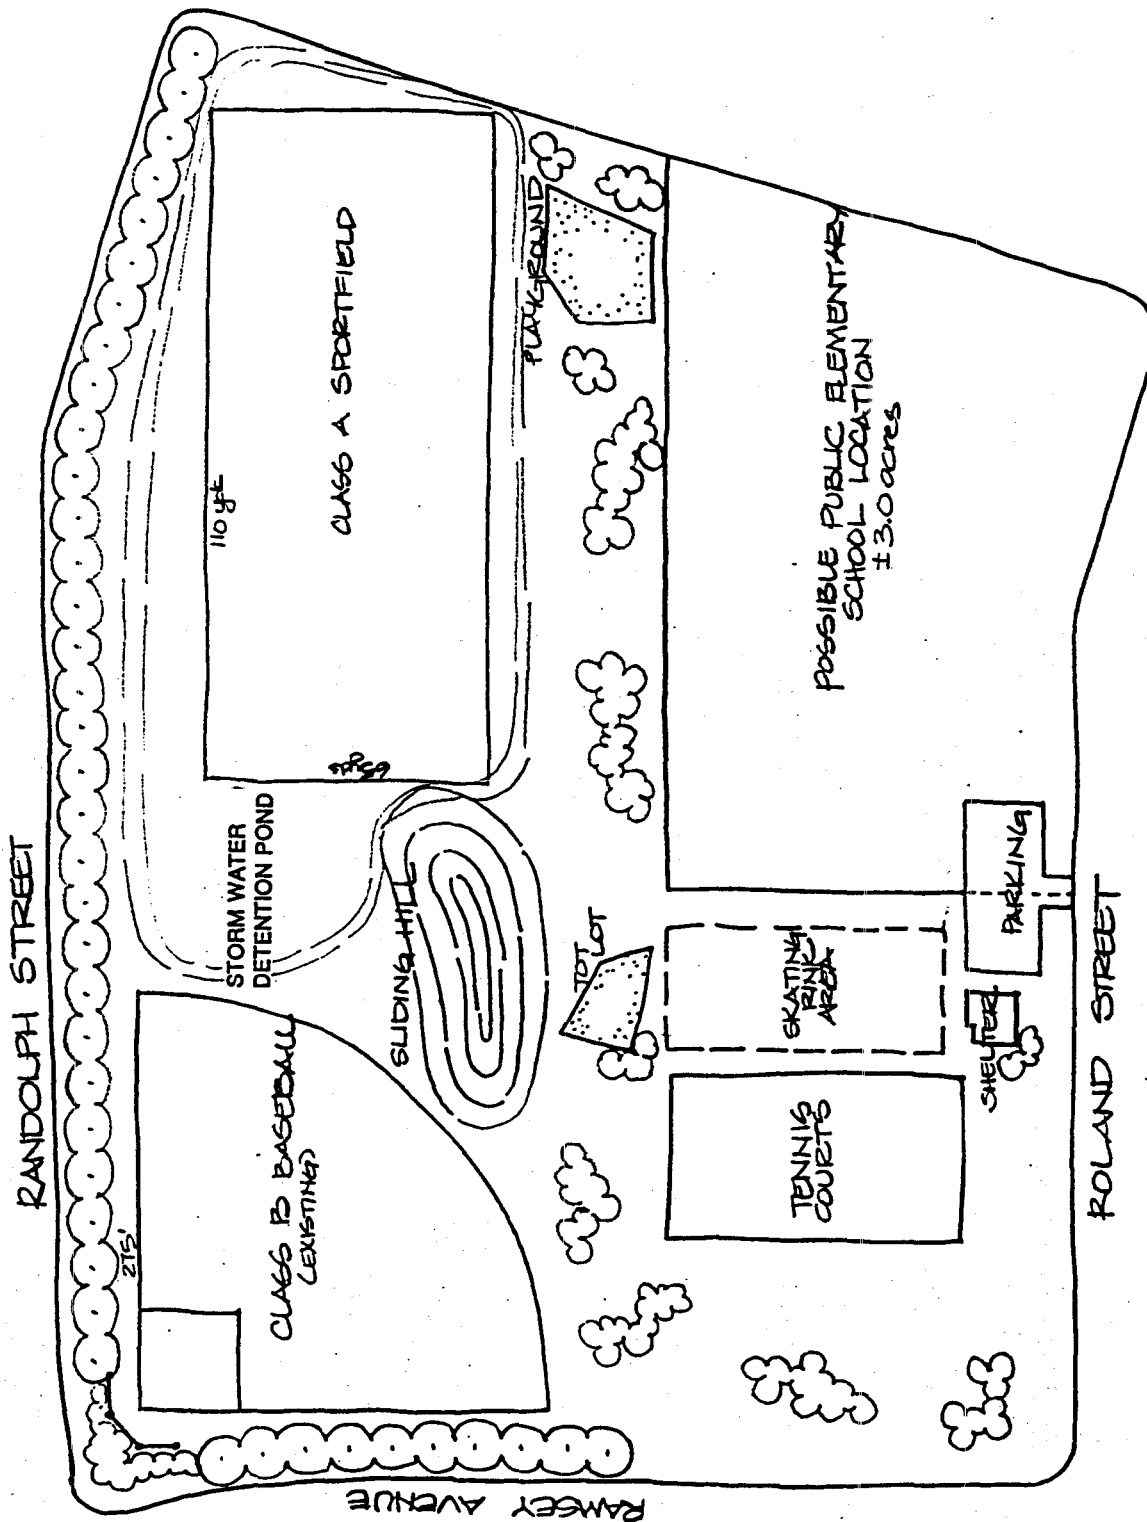 RANDOLPH STREET
CLASS A SPORTFIELD
110 yds
65 yds
STORM WATER
DETENTION POND
PLAYGROUND
POSSIBLE PUBLIC ELEMENTARY
SCHOOL LOCATION
±3.0 acres
SLIDING HILL
TOT
LOT
SKATING
RINK
AREA
PARKING
SHELTER
TENNIS
COURTS
CLASS B BASEBALL
(EXISTING)
275'
ROLAND STREET
RAMSEY AVENUE